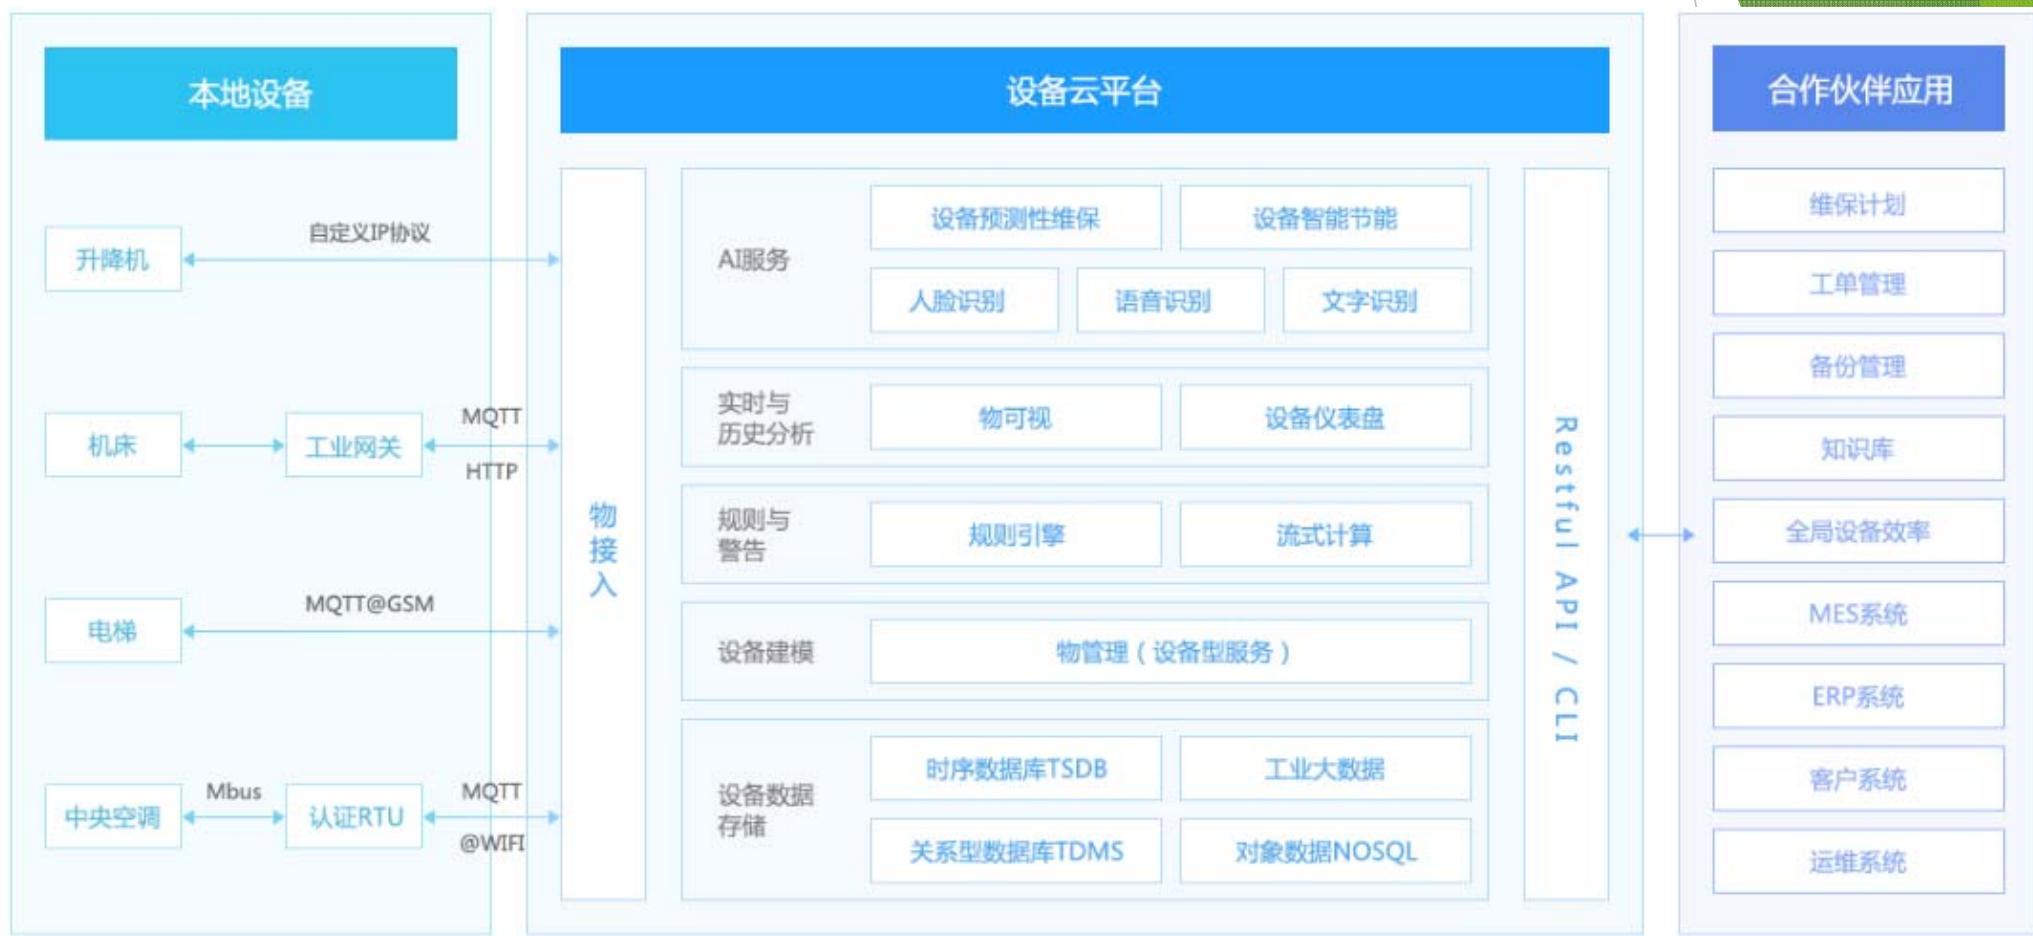 本地设备
升降机
自定义IP协议
机床
工业网关
MQTT
HTTP
电梯
MQTT@GSM
中央空调
Mbus
认证RTU
MQTT
@WIFI
设备云平台
物接入
AI服务
设备预测性维保
设备智能节能
人脸识别
语音识别
文字识别
实时与
历史分析
物可视
设备仪表盘
规则与
警告
规则引擎
流式计算
设备建模
物管理（设备型服务）
设备数据
存储
时序数据库TSDB
工业大数据
关系型数据库TDMS
对象数据NOSQL
Restful API / CLI
合作伙伴应用
维保计划
工单管理
备份管理
知识库
全局设备效率
MES系统
ERP系统
客户系统
运维系统